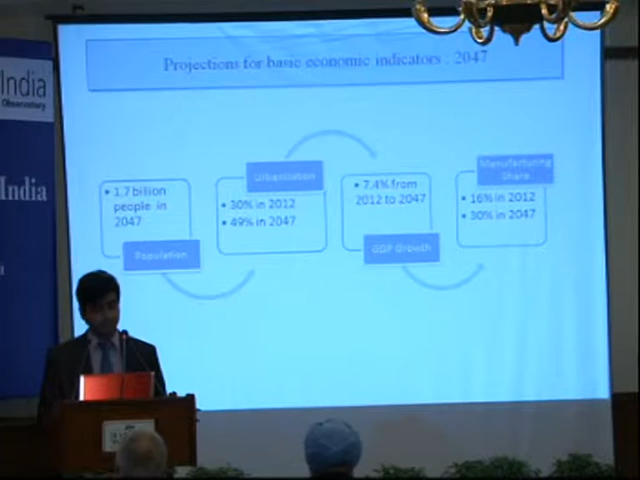 India
Observatory
India
Projections for basic economic indicators : 2047
• 1.7 billion
people in
2047
Population
Urbanization
• 30% in 2012
• 49% in 2047
• 7.4% from
2012 to 2047
GDP Growth
Manufacturing
Share
• 16% in 2012
• 30% in 2047